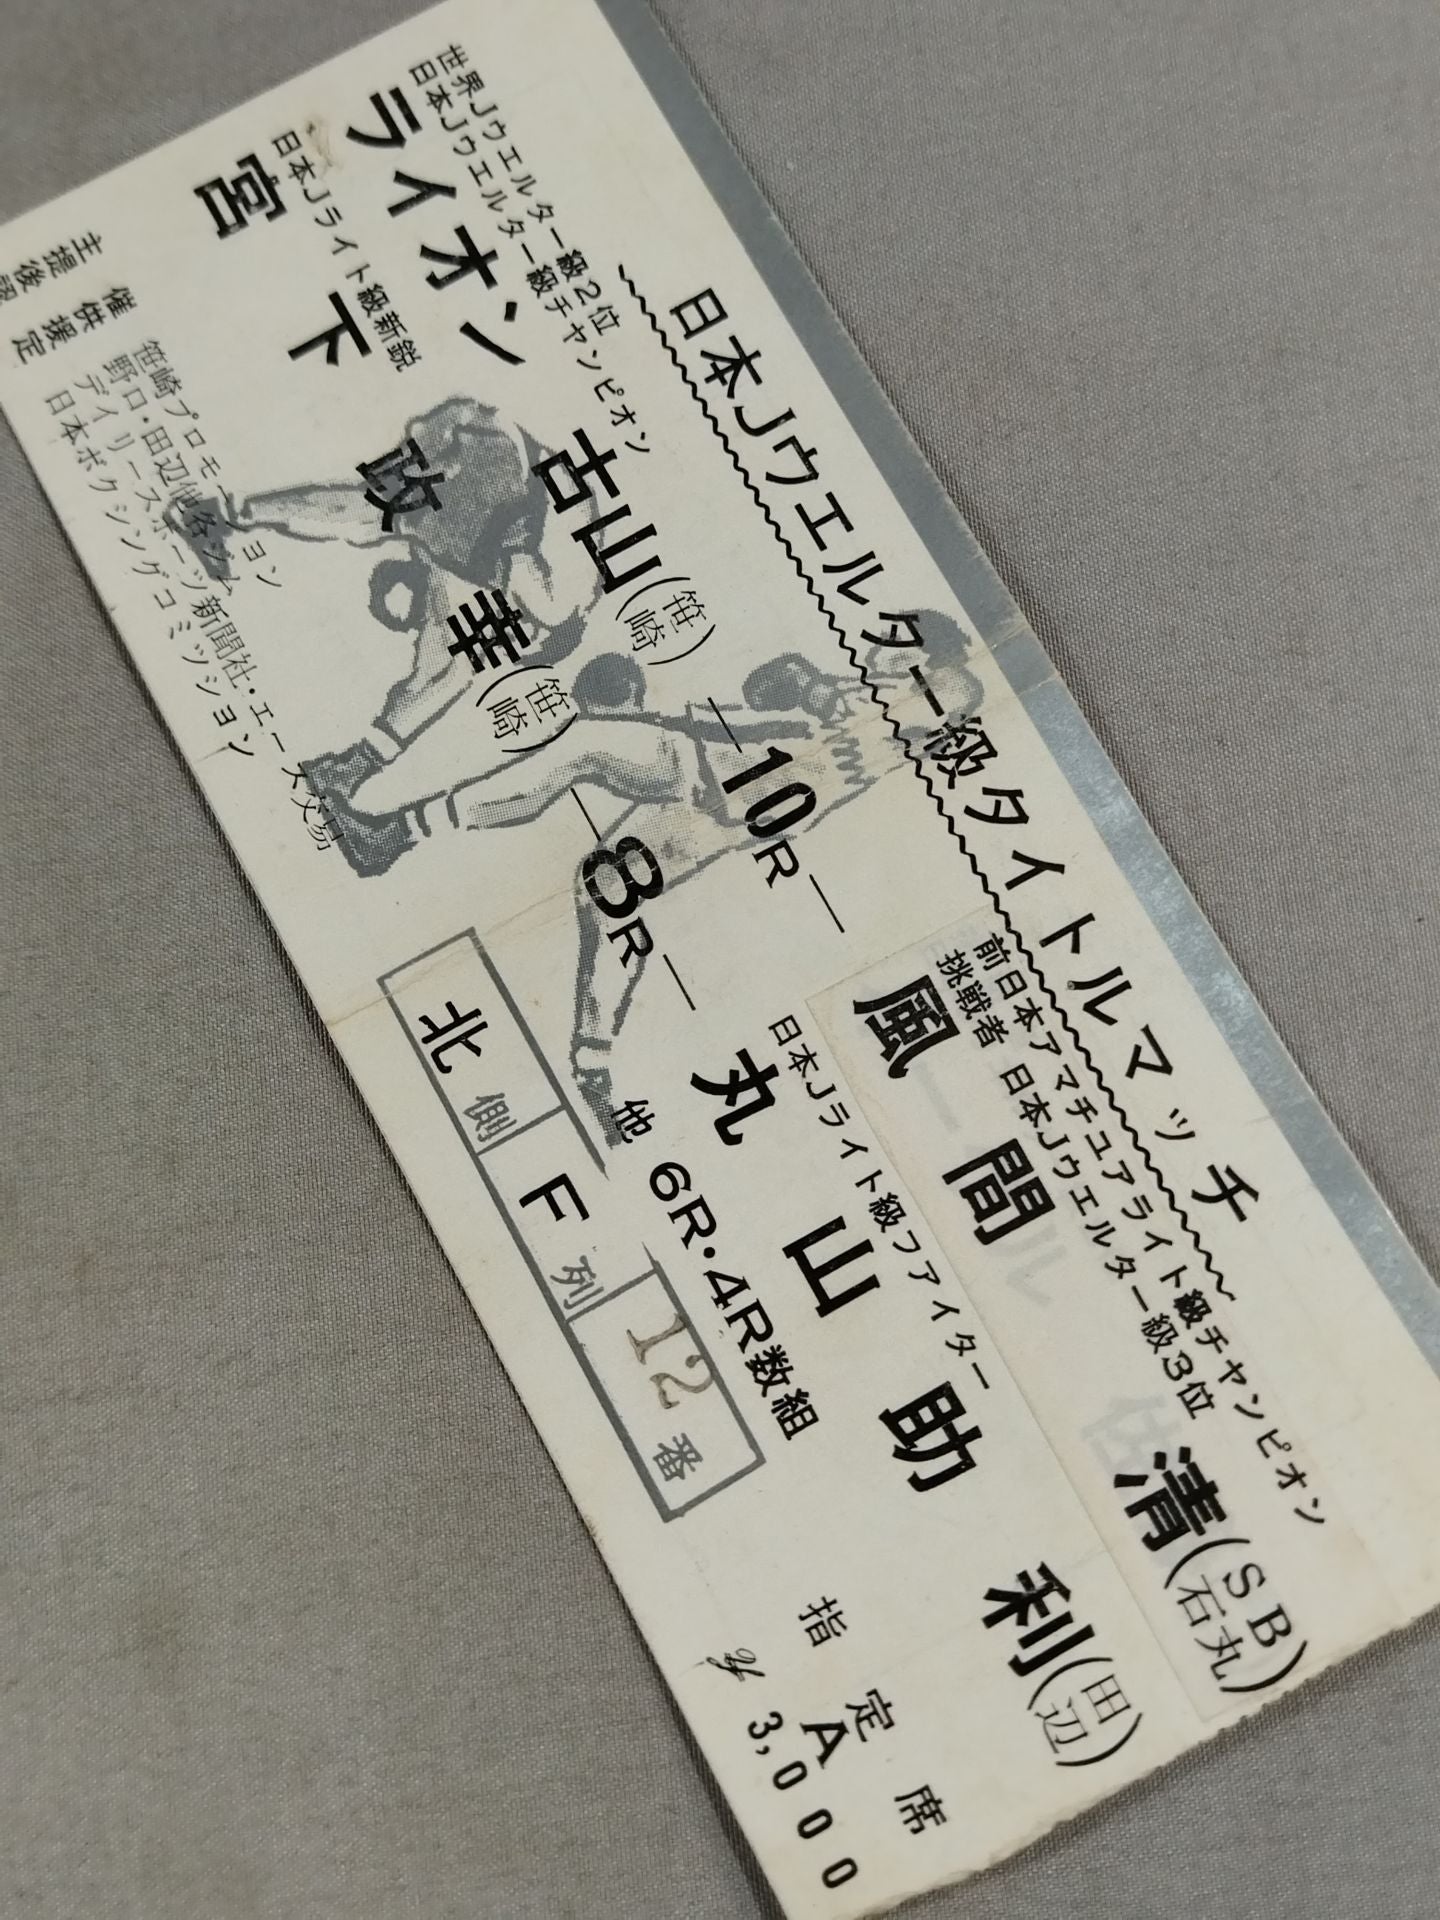 日本Jウエルター級タイトルマッチ
世界Jウエルター級2位
日本Jウエルター級チャンピオン
ライオン古山(笹崎)
—10R—
前日本アマチュアライト級チャンピオン
挑戦者 日本Jウエルター級3位
風間清(SB石丸)
日本Jライト級新鋭
宮下政幸(笹崎)
—8R—
日本Jライト級ファイター
丸山助利(田辺)
他 6R・4R数組
主催 笹崎プロモーション
提供 野口・田辺他各ジム
後援 デイリースポーツ新聞社・エース交易
認定 日本ボクシングコミッション
北側 F列 12番
指定A席
¥3,000